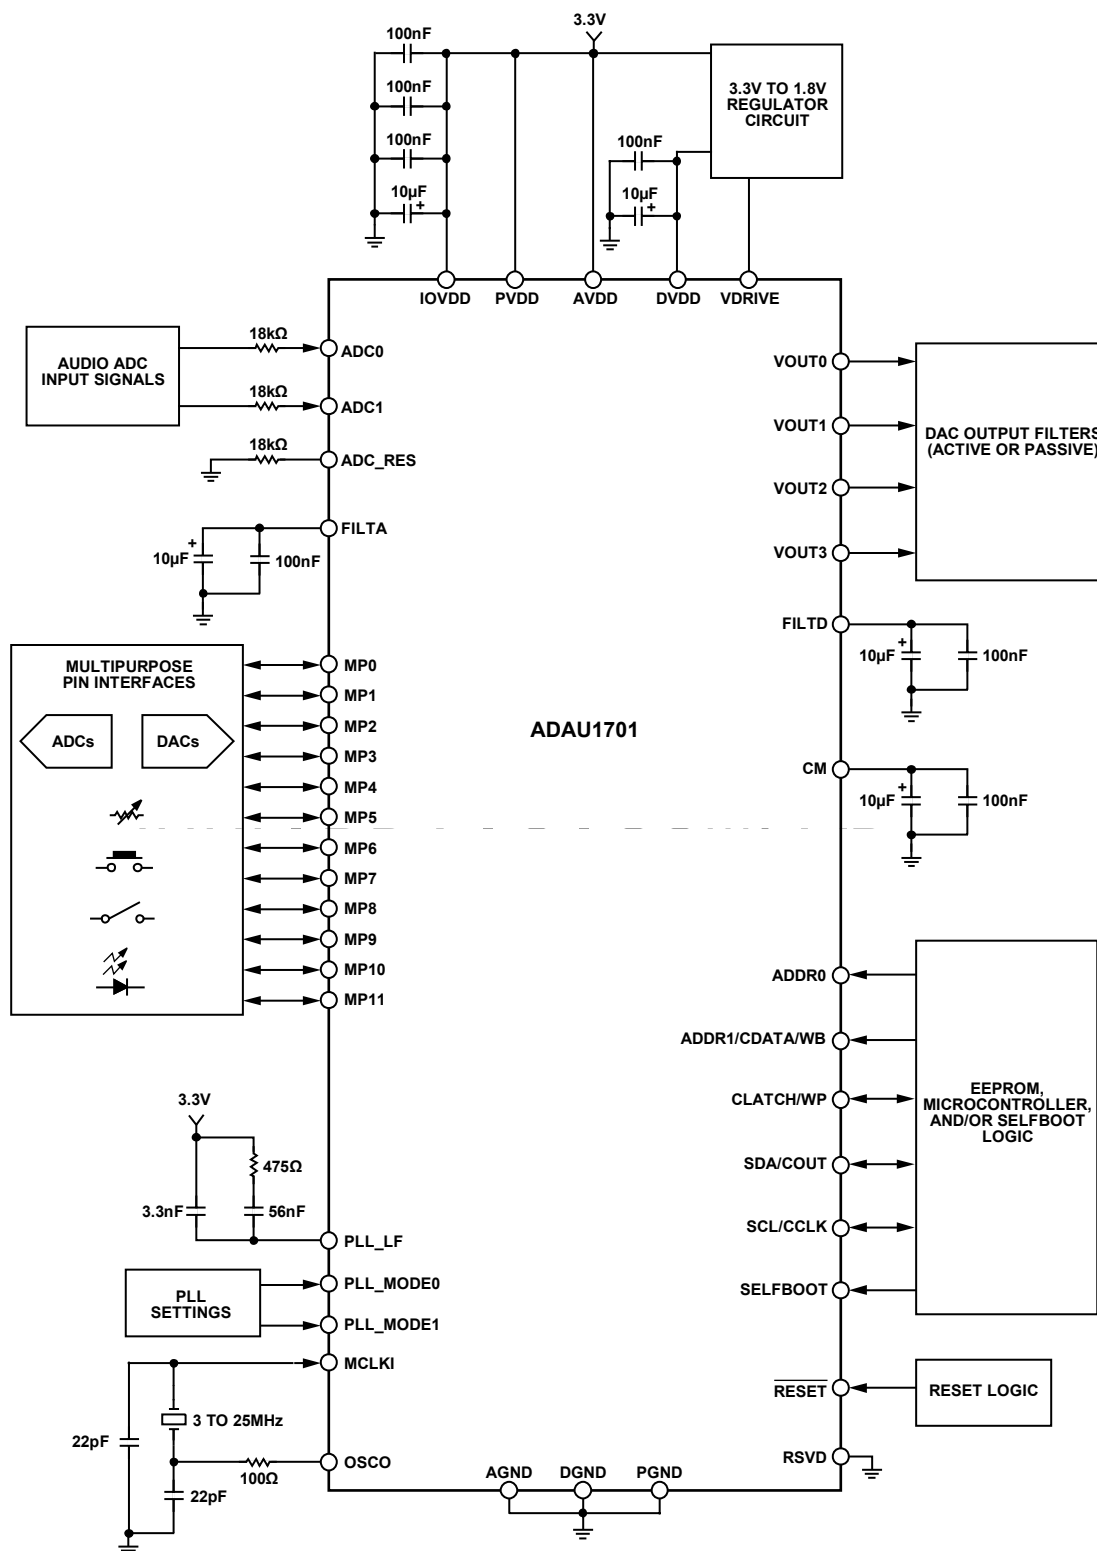 3.3V
100nF
100nF
100nF
10µF
+
3.3V TO 1.8V
REGULATOR
CIRCUIT
100nF
10µF
+
IOVDD
PVDD
AVDD
DVDD
VDRIVE
AUDIO ADC
INPUT SIGNALS
18kΩ
ADC0
18kΩ
ADC1
18kΩ
ADC_RES
FILTA
+
10µF
100nF
VOUT0
VOUT1
VOUT2
VOUT3
DAC OUTPUT FILTERS
(ACTIVE OR PASSIVE)
FILTD
+
10µF
100nF
MULTIPURPOSE
PIN INTERFACES
ADCs
DACs
MP0
MP1
MP2
MP3
MP4
MP5
MP6
MP7
MP8
MP9
MP10
MP11
ADAU1701
CM
+
10µF
100nF
ADDR0
ADDR1/CDATA/WB
CLATCH/WP
SDA/COUT
SCL/CCLK
SELFBOOT
EEPROM,
MICROCONTROLLER,
AND/OR SELFBOOT
LOGIC
3.3V
475Ω
3.3nF
56nF
PLL_LF
PLL
SETTINGS
PLL_MODE0
PLL_MODE1
MCLKI
3 TO 25MHz
22pF
100Ω
OSCO
22pF
RESET
RESET LOGIC
RSVD
AGND
DGND
PGND